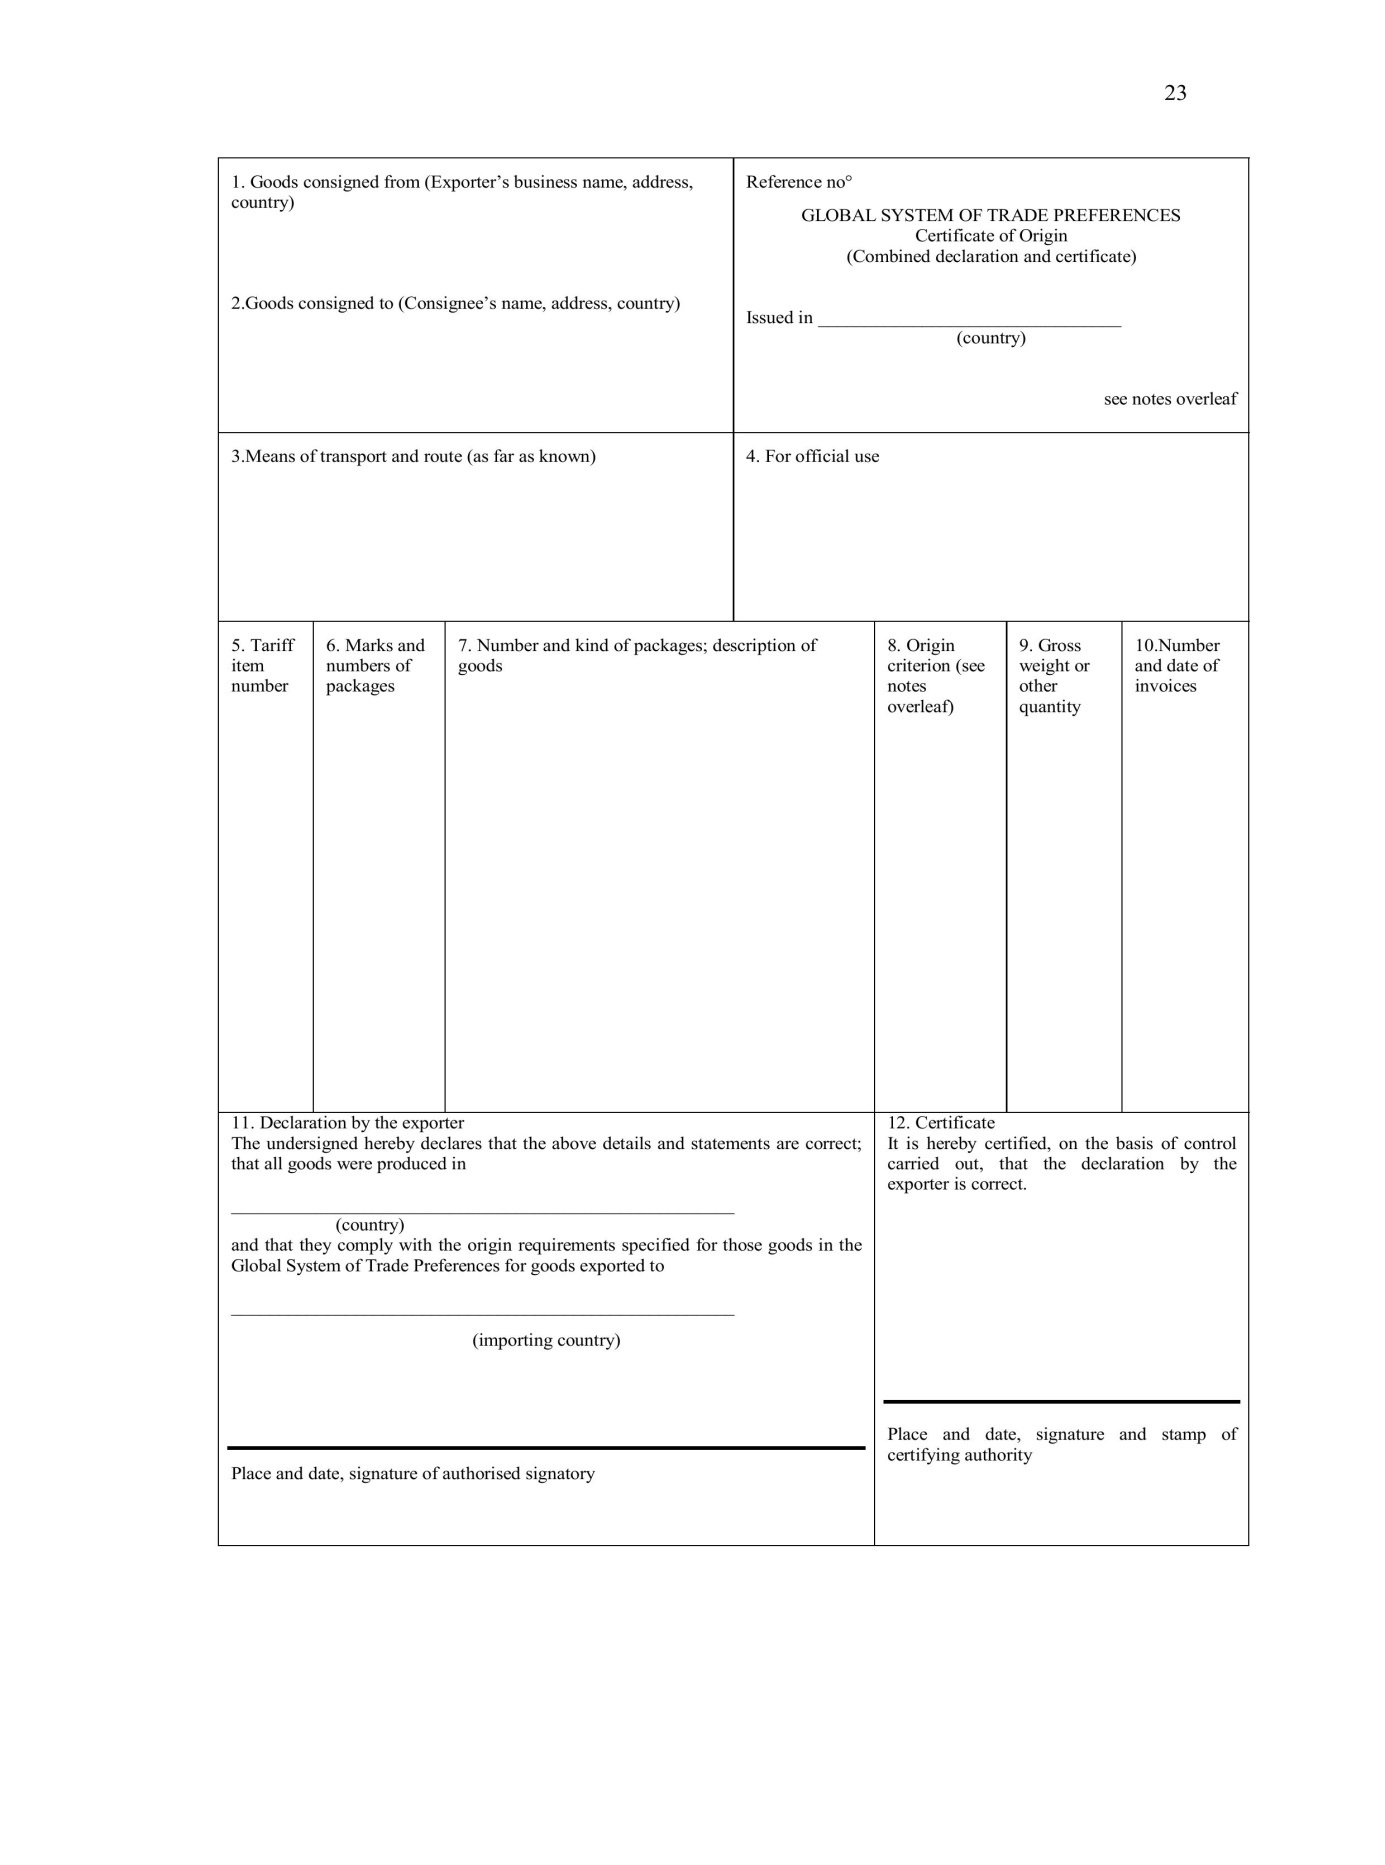 23
1. Goods consigned from (Exporter’s business name, address,
country)
2.Goods consigned to (Consignee’s name, address, country)
Reference no°
GLOBAL SYSTEM OF TRADE PREFERENCES
Certificate of Origin
(Combined declaration and certificate)
Issued in ________________________________
(country)
see notes overleaf
3.Means of transport and route (as far as known)
4. For official use
5. Tariff
item
number
6. Marks and
numbers of
packages
7. Number and kind of packages; description of
goods
8. Origin
criterion (see
notes
overleaf)
9. Gross
weight or
other
quantity
10.Number
and date of
invoices
11. Declaration by the exporter
The undersigned hereby declares that the above details and statements are correct;
that all goods were produced in
_____________________________________________________
(country)
and that they comply with the origin requirements specified for those goods in the
Global System of Trade Preferences for goods exported to
_____________________________________________________
(importing country)
Place and date, signature of authorised signatory
12. Certificate
It is hereby certified, on the basis of control
carried out, that the declaration by the
exporter is correct.
Place and date, signature and stamp of
certifying authority